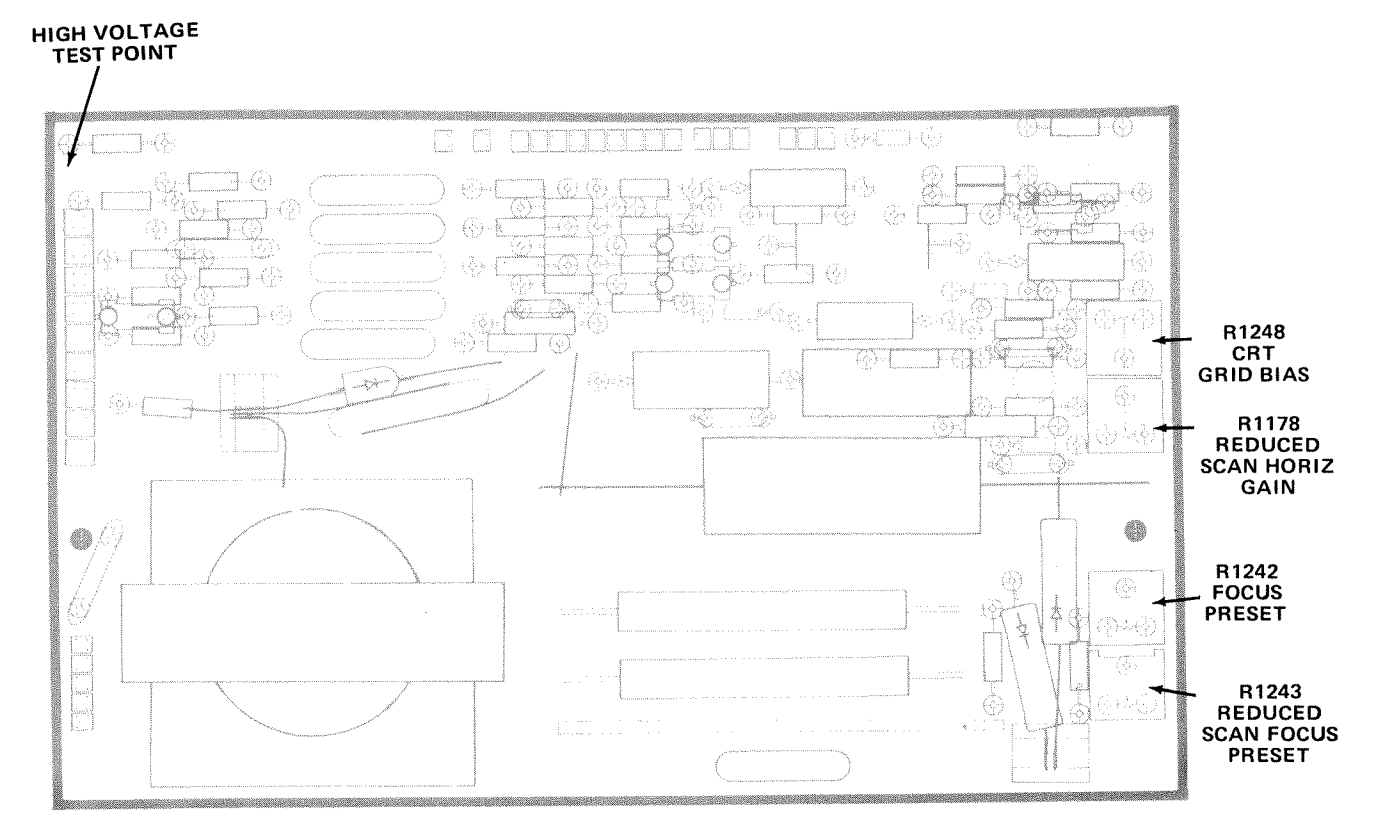 HIGH VOLTAGE
TEST POINT
R1248
CRT
GRID BIAS
R1178
REDUCED
SCAN HORIZ
GAIN
R1242
FOCUS
PRESET
R1243
REDUCED
SCAN FOCUS
PRESET